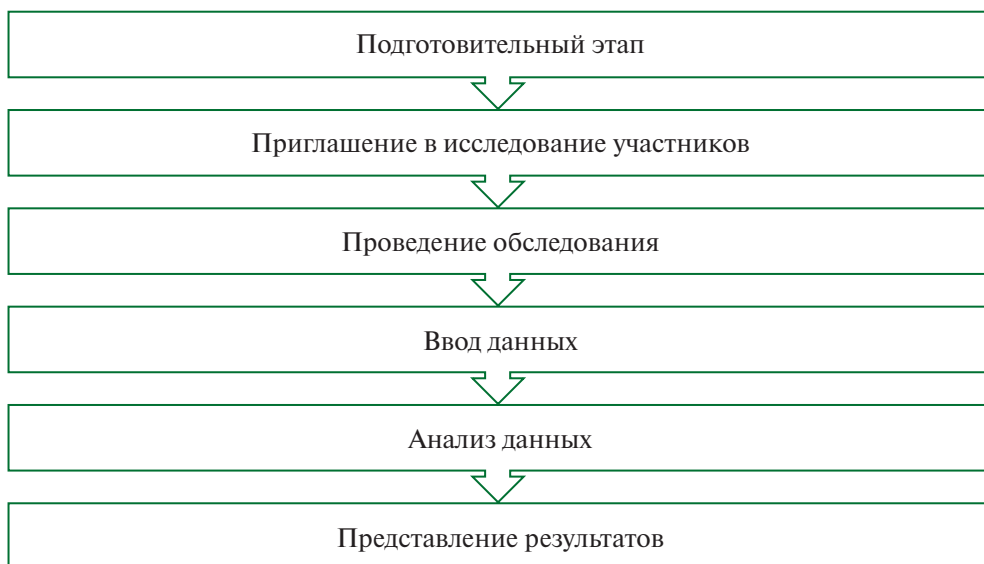 Подготовительный этап
Приглашение в исследование участников
Проведение обследования
Ввод данных
Анализ данных
Представление результатов